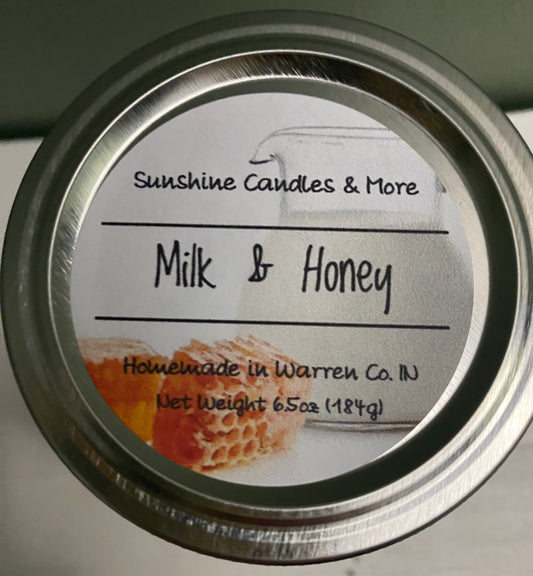 Sunshine Candles & More
Milk & Honey
Homemade in Warren Co. IN
Net Weight 6.5oz (184g)